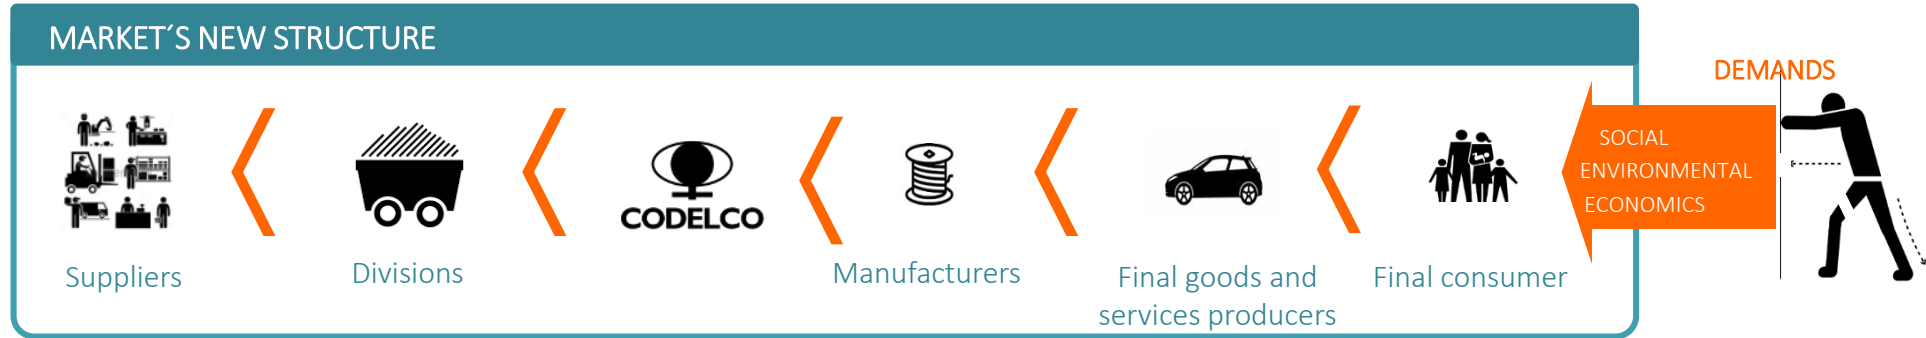 MARKET´S NEW STRUCTURE
DEMANDS
SOCIAL
ENVIRONMENTAL
ECONOMICS
CODELCO
Suppliers
Divisions
Manufacturers
Final goods and
services producers
Final consumer